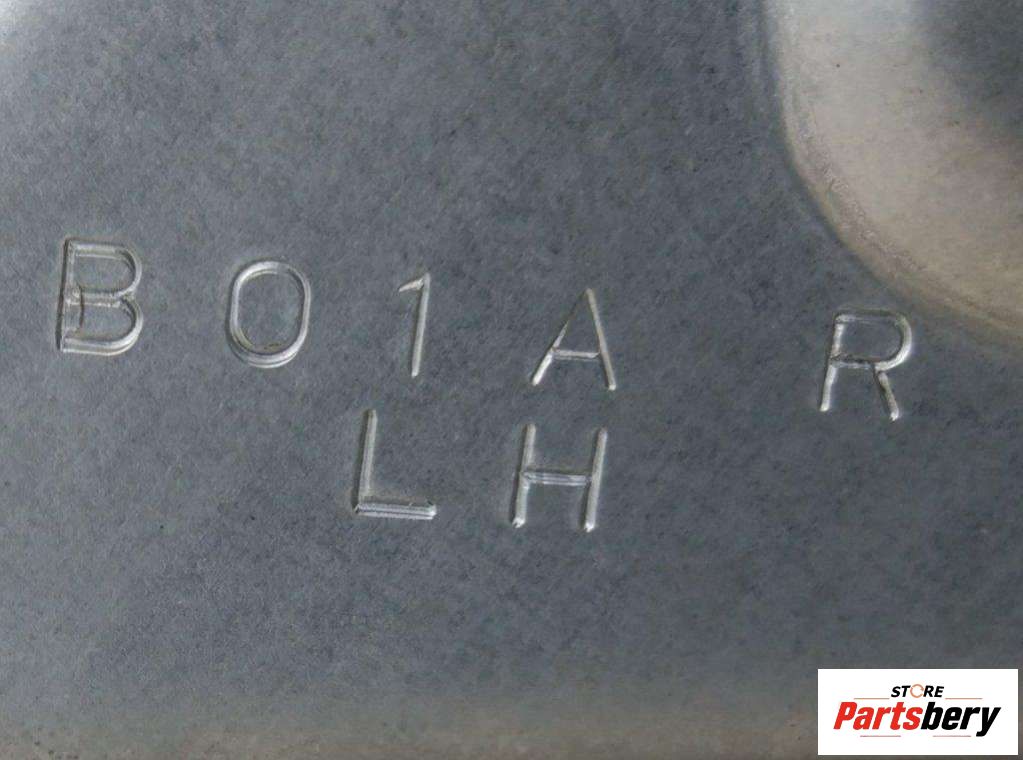 B01A R
LH
STORE
Partsbery